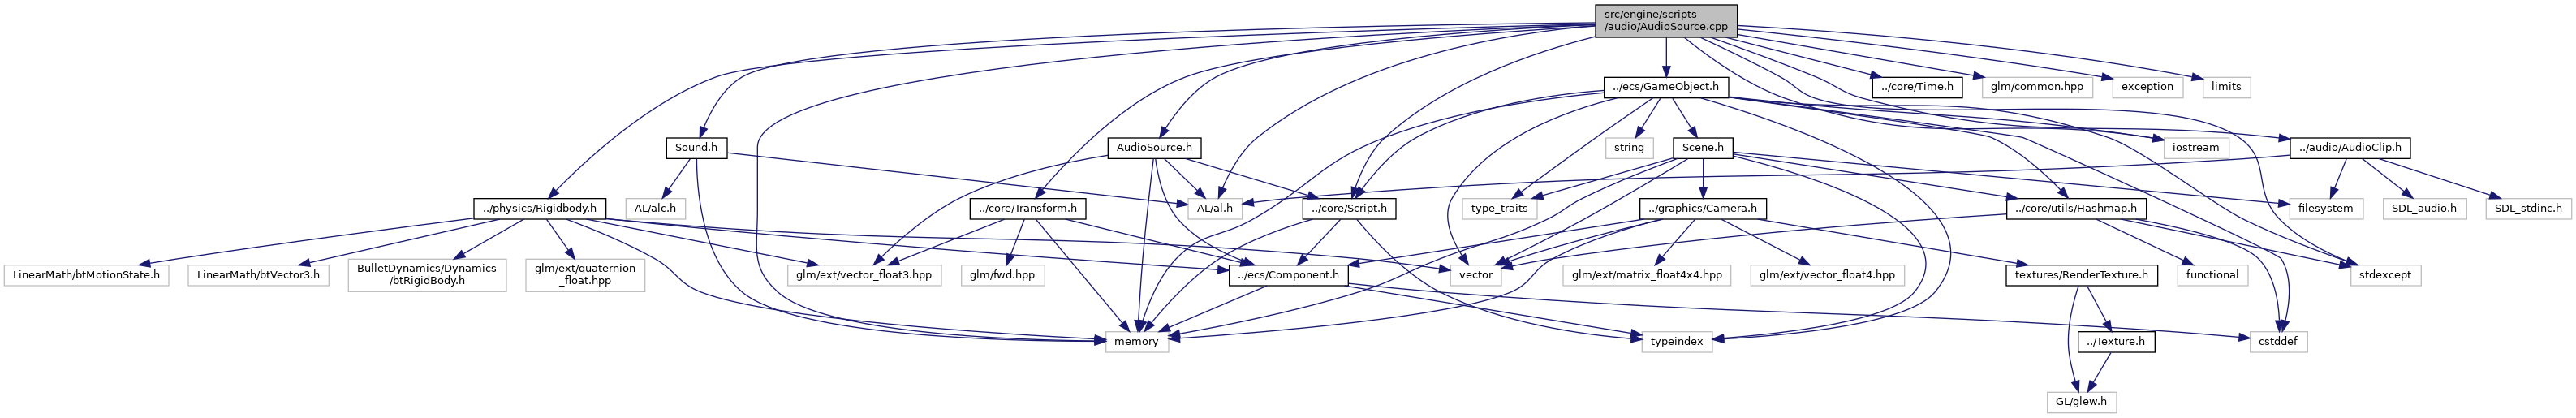 src/engine/scripts
/audio/AudioSource.cpp
../ecs/GameObject.h
../core/Time.h
glm/common.hpp
exception
limits
Sound.h
AudioSource.h
string
Scene.h
iostream
../audio/AudioClip.h
../physics/Rigidbody.h
AL/alc.h
../core/Transform.h
AL/al.h
../core/Script.h
type_traits
../graphics/Camera.h
../core/utils/Hashmap.h
filesystem
SDL_audio.h
SDL_stdinc.h
LinearMath/btMotionState.h
LinearMath/btVector3.h
BulletDynamics/Dynamics
/btRigidBody.h
glm/ext/quaternion
_float.hpp
glm/ext/vector_float3.hpp
glm/fwd.hpp
../ecs/Component.h
vector
glm/ext/matrix_float4x4.hpp
glm/ext/vector_float4.hpp
textures/RenderTexture.h
functional
stdexcept
memory
typeindex
../Texture.h
cstddef
GL/glew.h